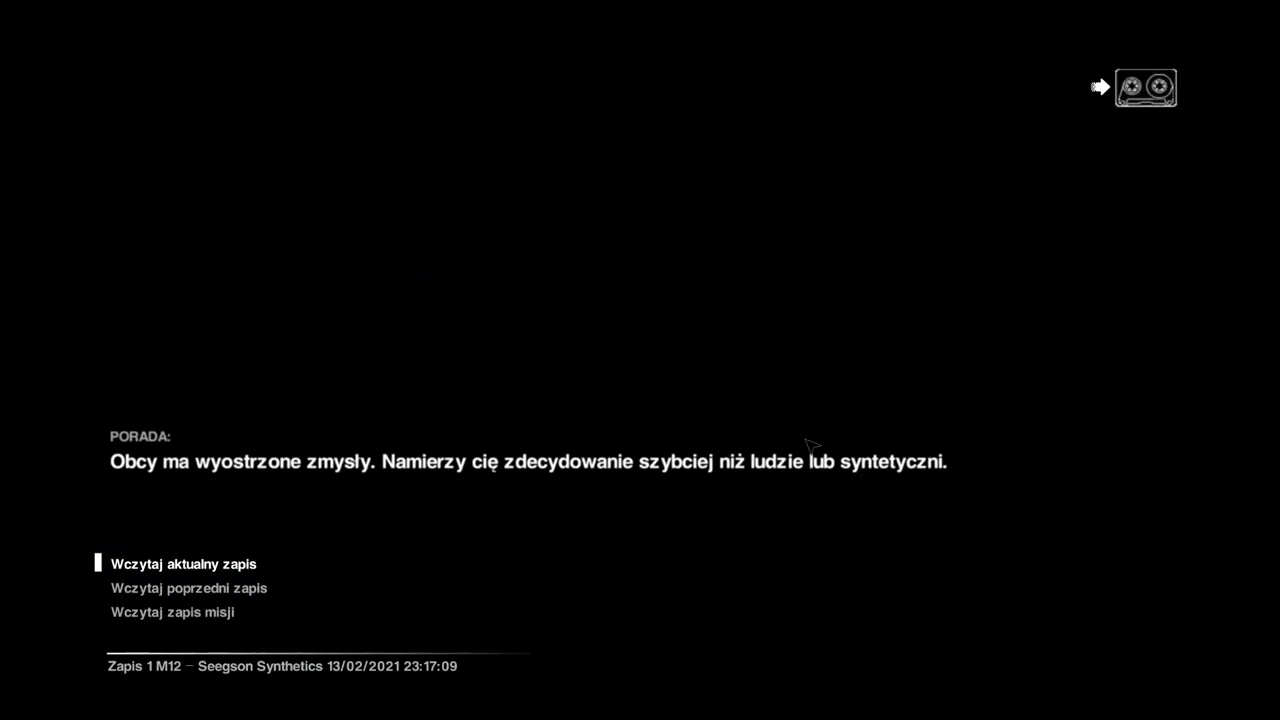 PORADA:
Obcy ma wyostrzone zmysły. Namierzy cię zdecydowanie szybciej niż ludzie lub syntetyczni.
Wczytaj aktualny zapis
Wczytaj poprzedni zapis
Wczytaj zapis misji
Zapis 1 M12 – Seegson Synthetics 13/02/2021 23:17:09